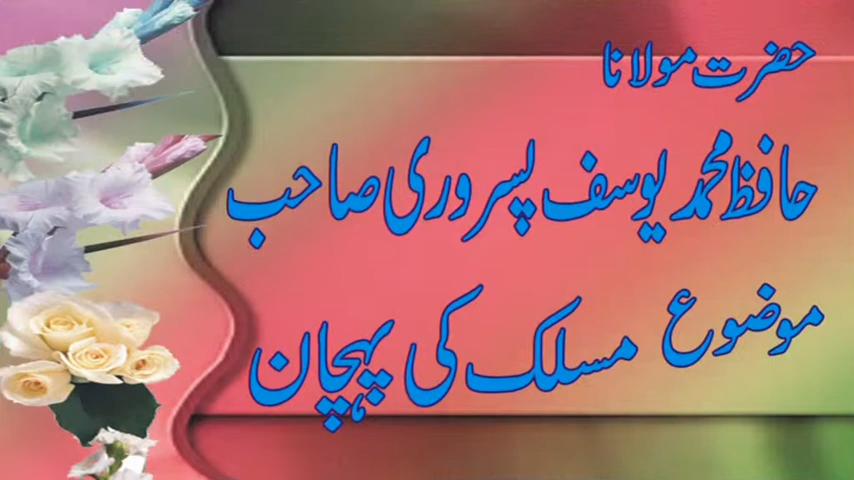 حضرت مولانا
حافظ محمد یوسف پسروری صاحب
موضوع مسلک کی پہچان